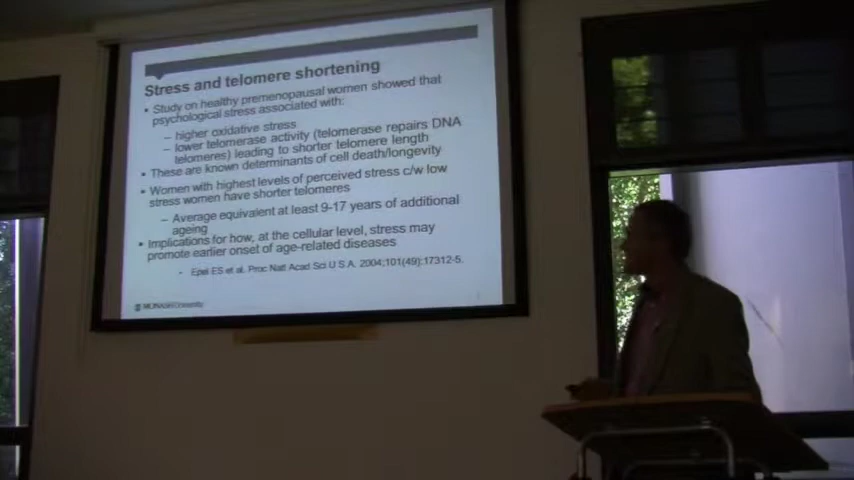 Stress and telomere shortening
• Study on healthy premenopausal women showed that
psychological stress associated with:
– higher oxidative stress
– lower telomerase activity (telomerase repairs DNA
telomeres) leading to shorter telomere length
• These are known determinants of cell death/longevity
• Women with highest levels of perceived stress c/w low
stress women have shorter telomeres
– Average equivalent at least 9-17 years of additional
ageing
• Implications for how, at the cellular level, stress may
promote earlier onset of age-related diseases
• Epel ES et al. Proc Natl Acad Sci U S A. 2004;101(49):17312-5.
MONASH University